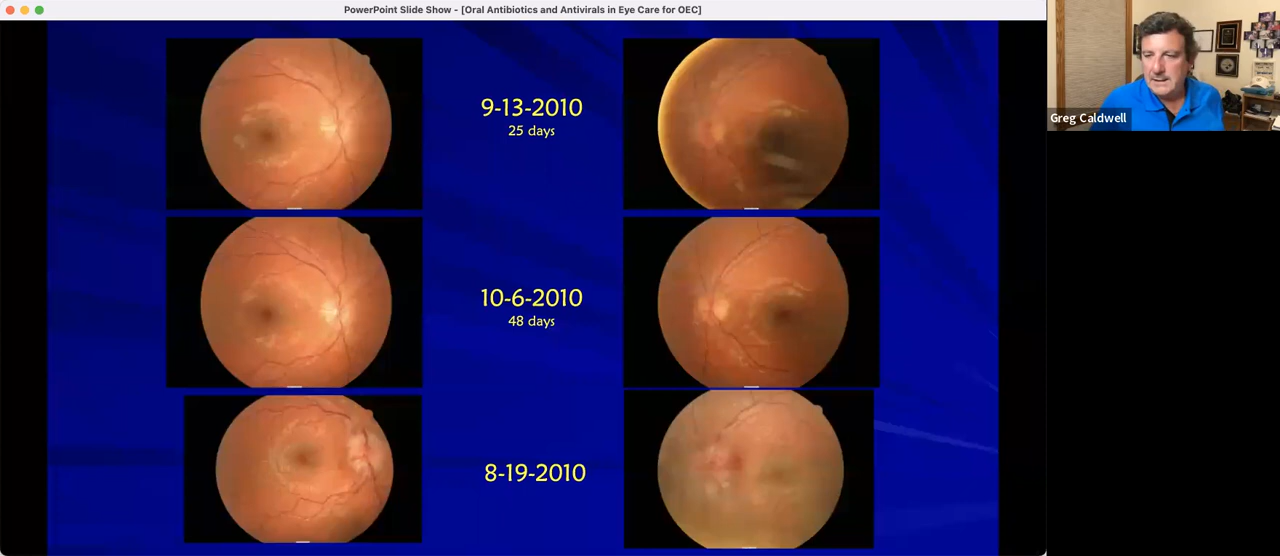 PowerPoint Slide Show - [Oral Antibiotics and Antivirals in Eye Care for OEC]
9-13-2010
25 days
Greg Caldwell
10-6-2010
48 days
8-19-2010